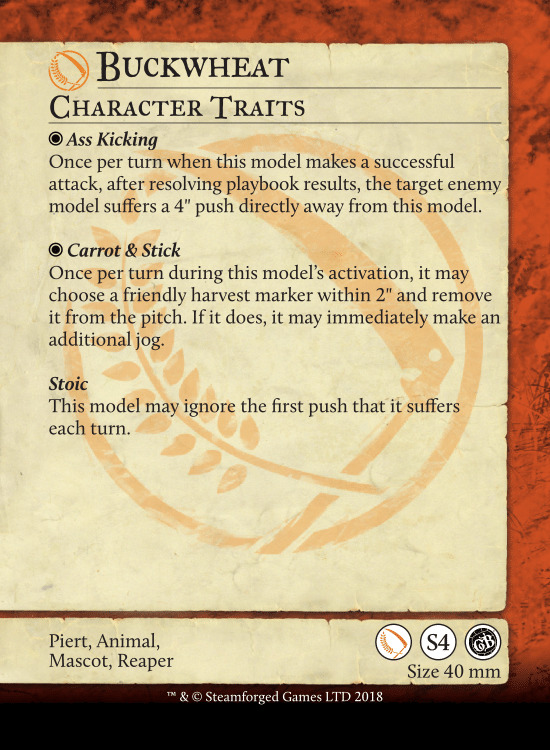 Buckwheat
Character Traits
Ass Kicking
Once per turn when this model makes a successful
attack, after resolving playbook results, the target enemy
model suffers a 4" push directly away from this model.
Carrot & Stick
Once per turn during this model’s activation, it may
choose a friendly harvest marker within 2" and remove
it from the pitch. If it does, it may immediately make an
additional jog.
Stoic
This model may ignore the first push that it suffers
each turn.
Piert, Animal,
Mascot, Reaper
S4
GB
Size 40 mm
™ & © Steamforged Games LTD 2018